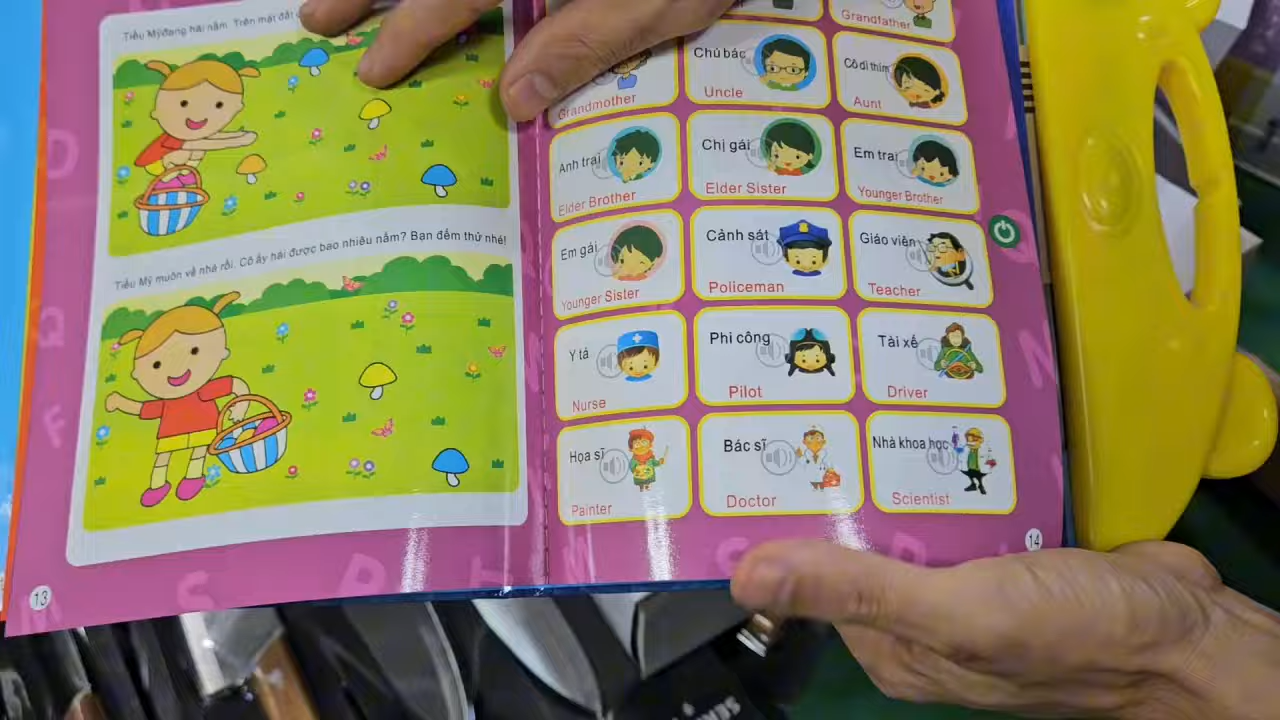 Tiểu Mỹ đang hái nấm. Trên mặt đất
Tiểu Mỹ muốn về nhà rồi. Cô ấy hái được bao nhiêu nấm? Bạn đếm thử nhé!
13
Grandfather
Grandmother
Chú bác
Uncle
Cô dì thím
Aunt
Anh trai
Elder Brother
Chị gái
Elder Sister
Em trai
Younger Brother
Em gái
Younger Sister
Cảnh sát
Policeman
Giáo viên
Teacher
Y tá
Nurse
Phi công
Pilot
Tài xế
Driver
Họa sĩ
Painter
Bác sĩ
Doctor
Nhà khoa học
Scientist
14